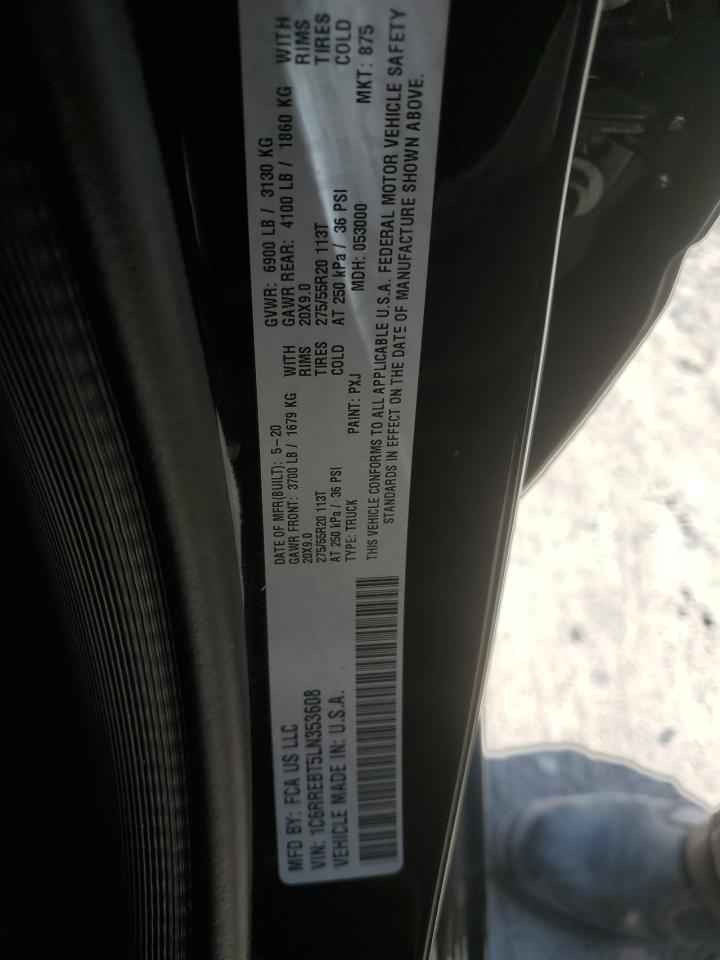 MFD BY: FCA US LLC
VIN: 1C6RREBT5LN353608
VEHICLE MADE IN: U.S.A.
DATE OF MFR(BUILT): 5-20 GVWR: 6900 LB / 3130 KG
GAWR FRONT: 3700 LB / 1679 KG WITH GAWR REAR: 4100 LB / 1860 KG WITH
20X9.0 RIMS 20X9.0 RIMS
275/55R20 113T TIRES 275/55R20 113T TIRES
AT 250 kPa / 36 PSI COLD AT 250 kPa / 36 PSI COLD
TYPE: TRUCK PAINT: PXJ MDH: 053000 MKT: 875
THIS VEHICLE CONFORMS TO ALL APPLICABLE U.S.A. FEDERAL MOTOR VEHICLE SAFETY
STANDARDS IN EFFECT ON THE DATE OF MANUFACTURE SHOWN ABOVE.